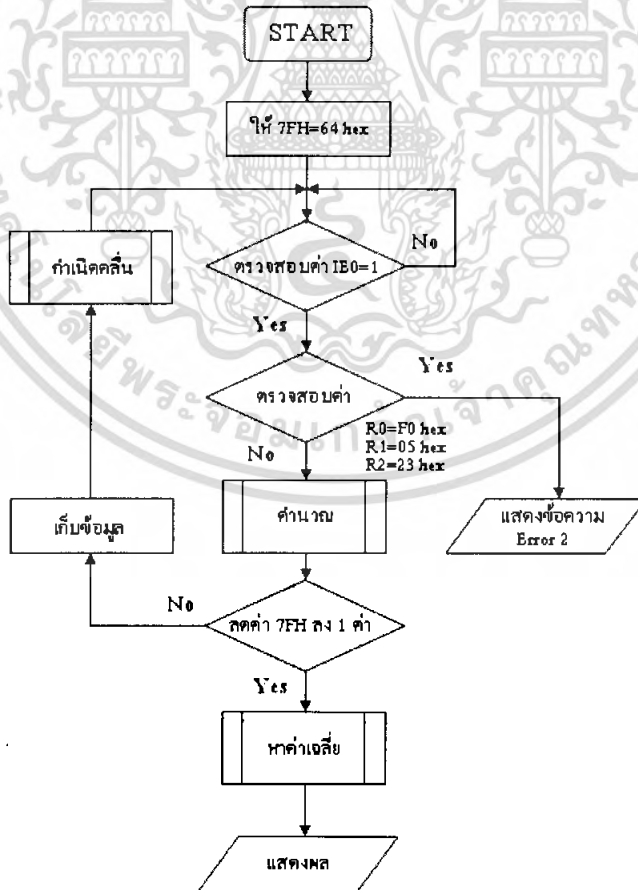 START
ให้ 7FH=64 hex
กำเนิดคลื่น
ตรวจสอบค่า IE0=1
No
Yes
ตรวจสอบค่า
Yes
R0=F0 hex
R1=05 hex
R2=23 hex
No
เก็บข้อมูล
คำนวณ
แสดงข้อความ
Error 2
No
ลดค่า 7FH ลง 1 ค่า
Yes
หาค่าเฉลี่ย
แสดงผล